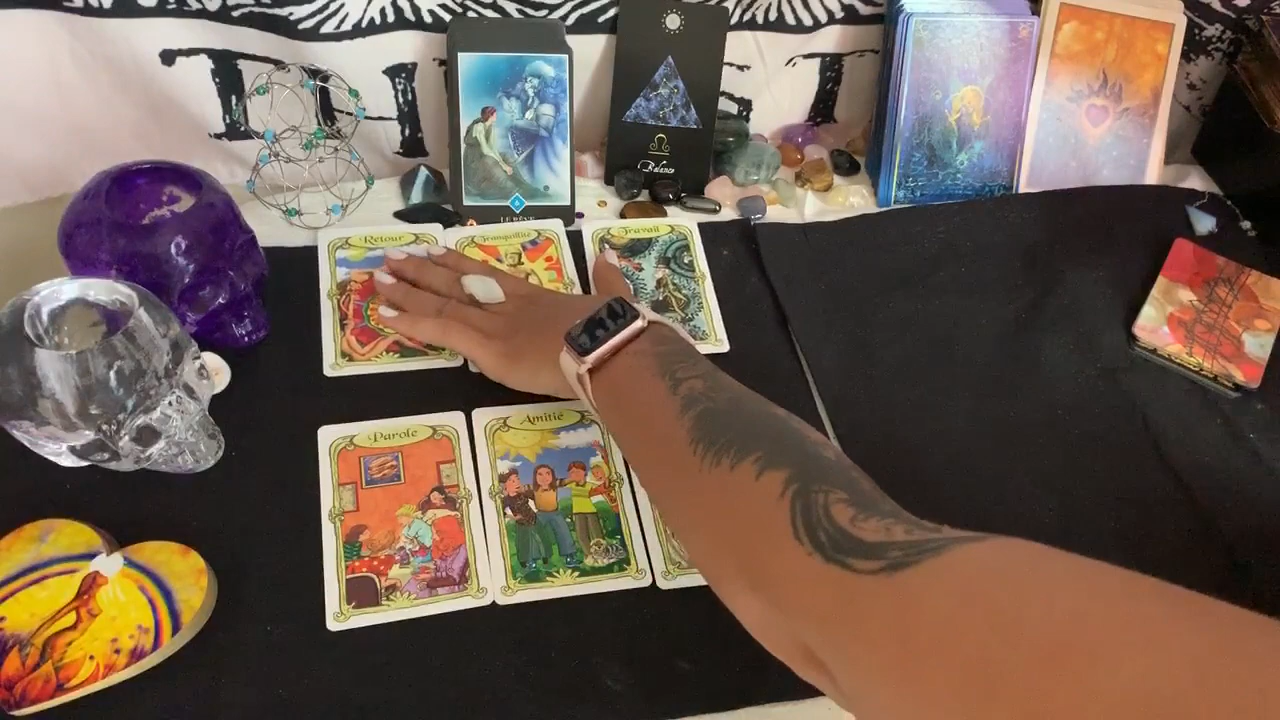 LE RÊVE
Balance
Retour
Tranquillité
Travail
Parole
Amitié